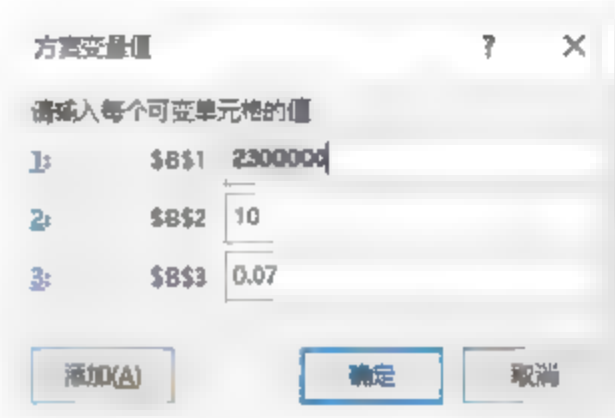 方案变量值 ? ×
请输入每个可变单元格的值
1: $B$1 2300000
2: $B$2 10
3: $B$3 0.07
添加(A) 确定 取消